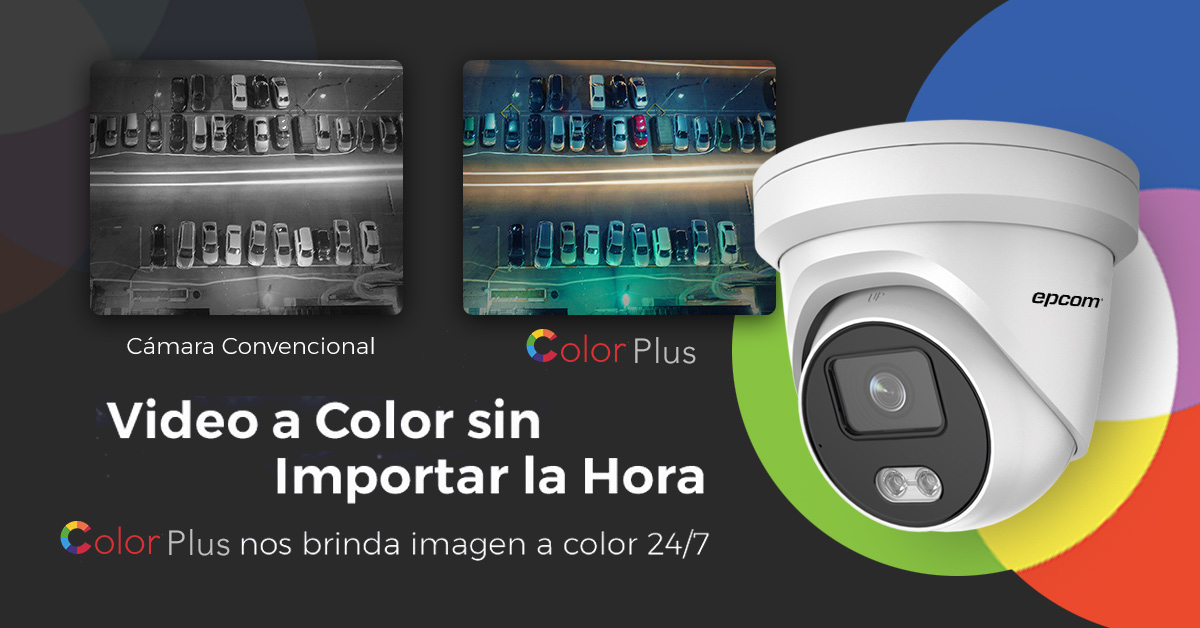 Cámara Convencional
Color Plus
Video a Color sin
Importar la Hora
Color Plus nos brinda imagen a color 24/7
epcom